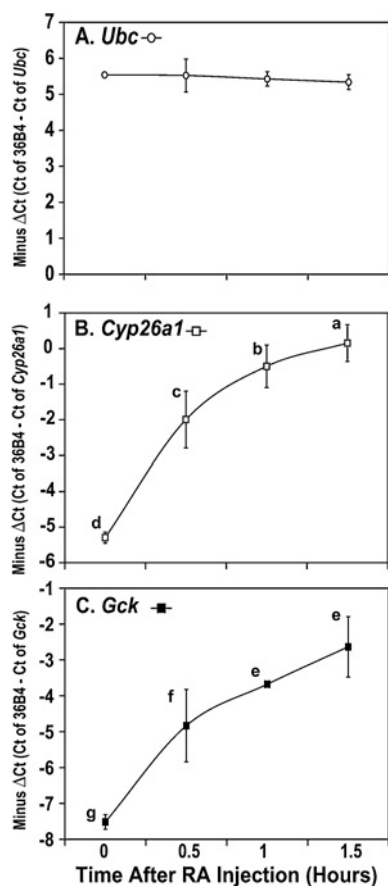 A. Ubc
Minus ΔCt (Ct of 36B4 - Ct of Ubc)
7
6
5
4
3
2
1
0
B. Cyp26a1
Minus ΔCt (Ct of 36B4 - Ct of Cyp26a1)
1
0
-1
-2
-3
-4
-5
-6
d
c
b
a
C. Gck
Minus ΔCt (Ct of 36B4 - Ct of Gck)
-1
-2
-3
-4
-5
-6
-7
-8
g
f
e
e
0 0.5 1 1.5
Time After RA Injection (Hours)